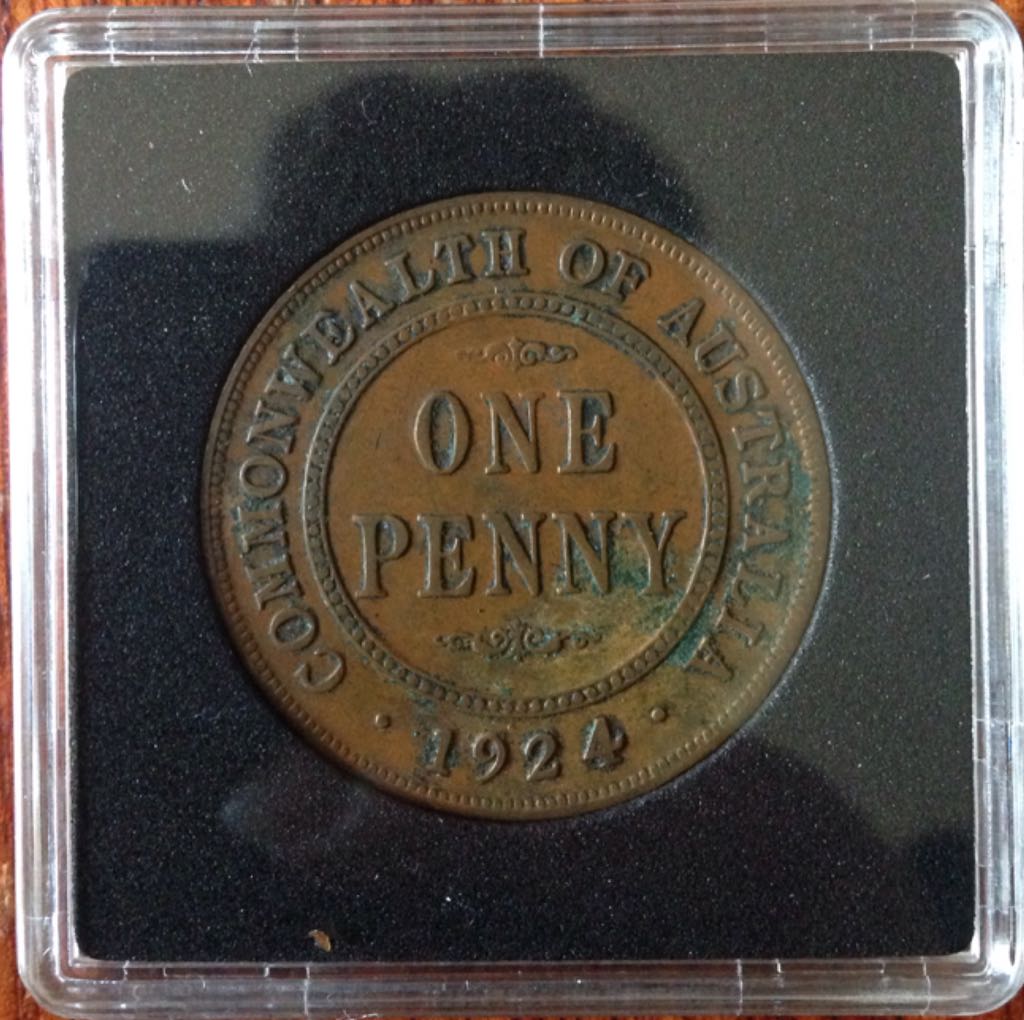 COMMONWEALTH OF AUSTRALIA
ONE
PENNY
· 1924 ·